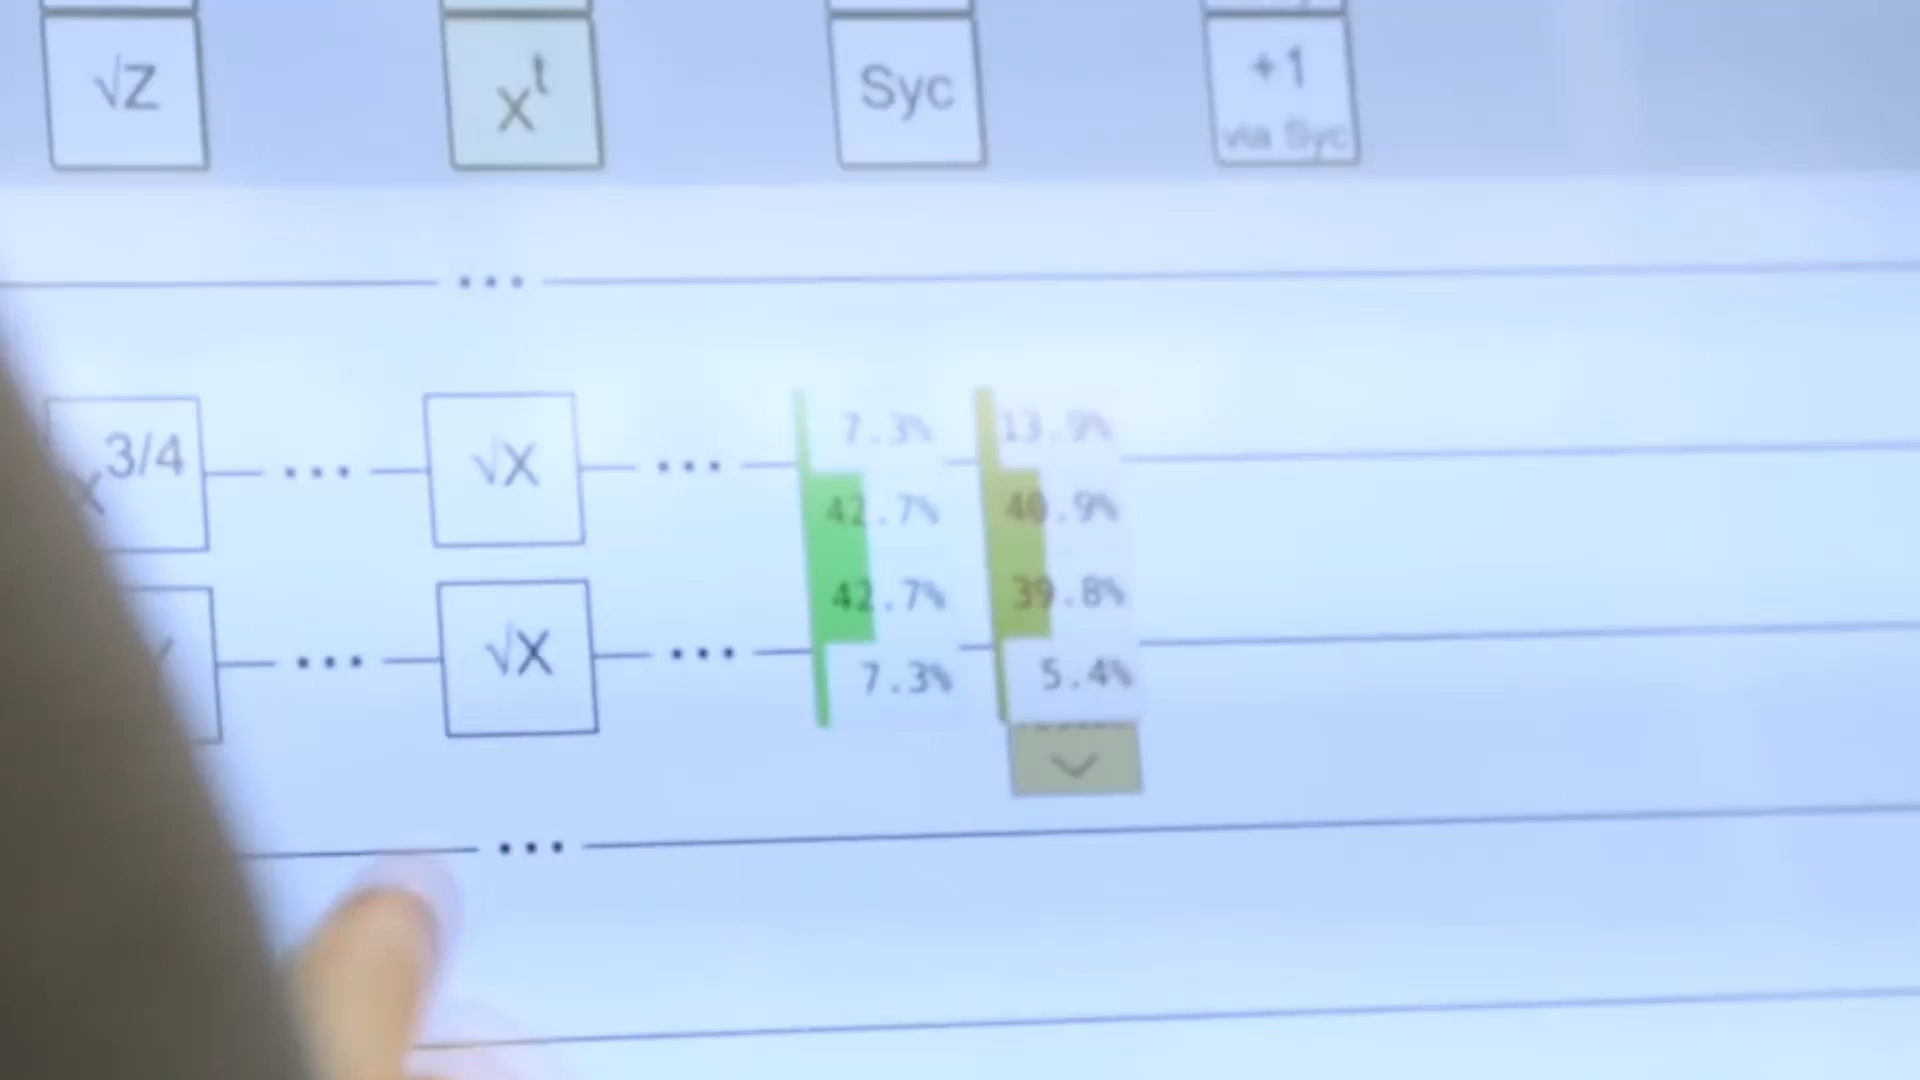 √Z
x^t
Syc
+1
via Syc
x^3/4
√X
√X
7.3%
42.7%
42.7%
7.3%
13.9%
40.9%
39.8%
5.4%